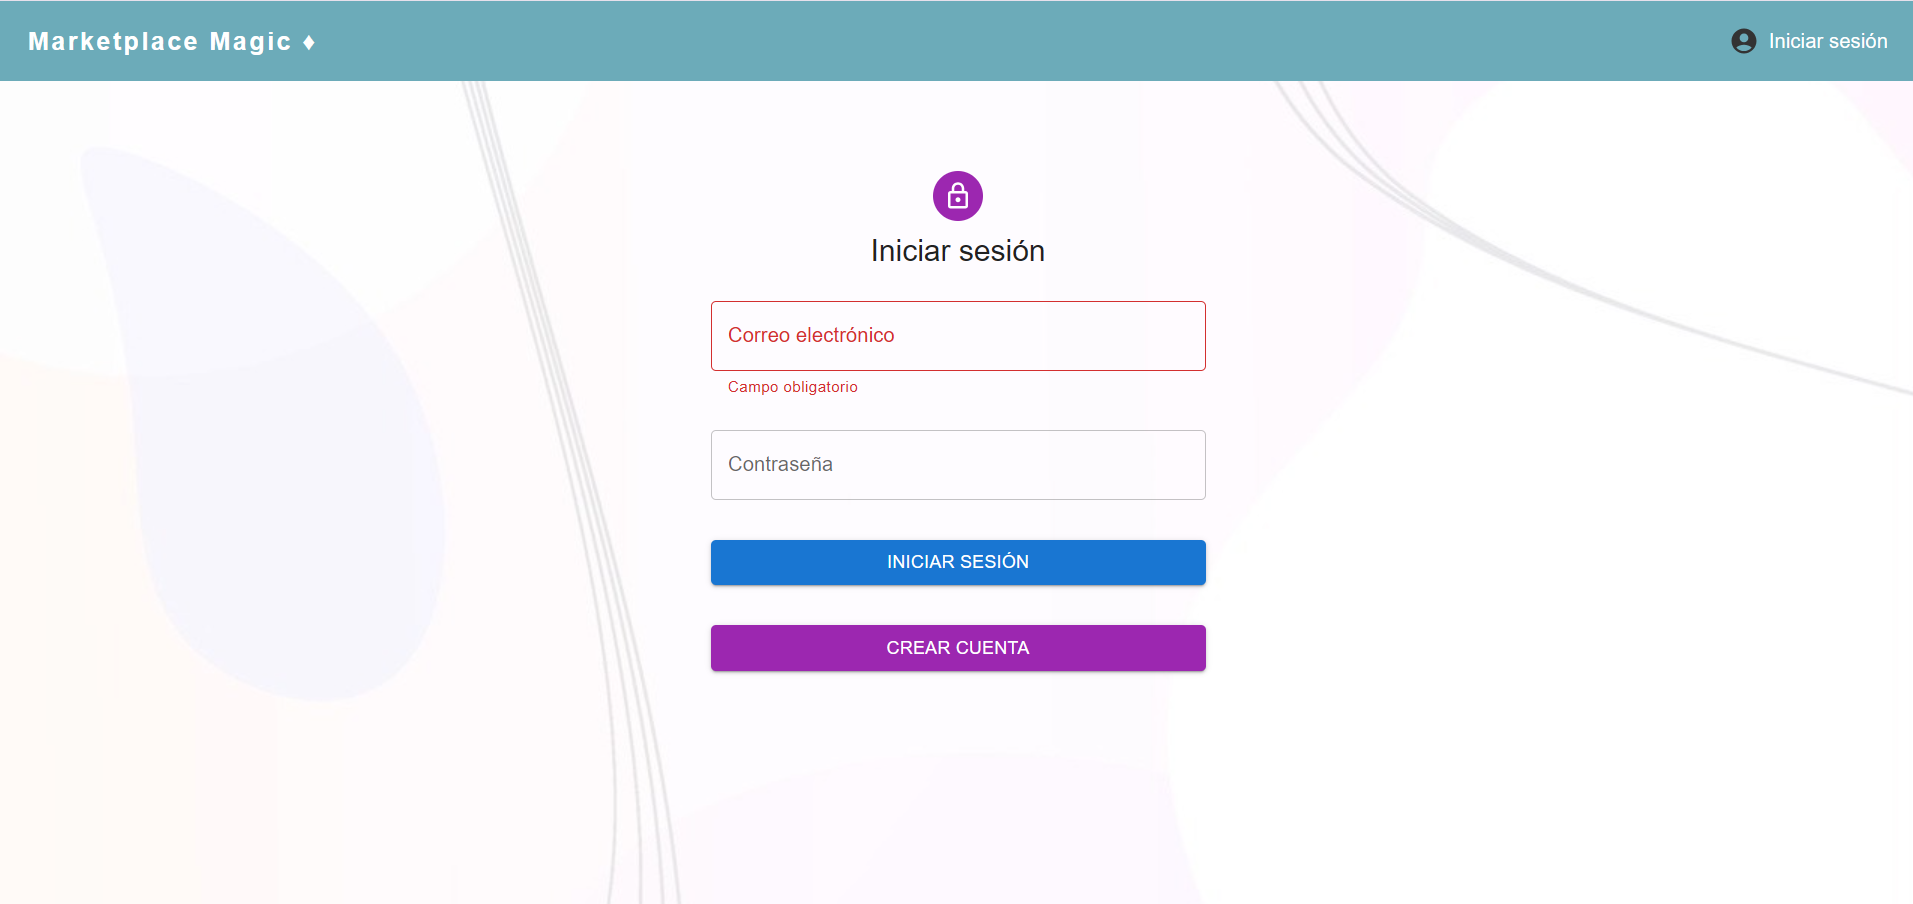 Marketplace Magic ♦
Iniciar sesión
Iniciar sesión
Correo electrónico
Campo obligatorio
Contraseña
INICIAR SESIÓN
CREAR CUENTA